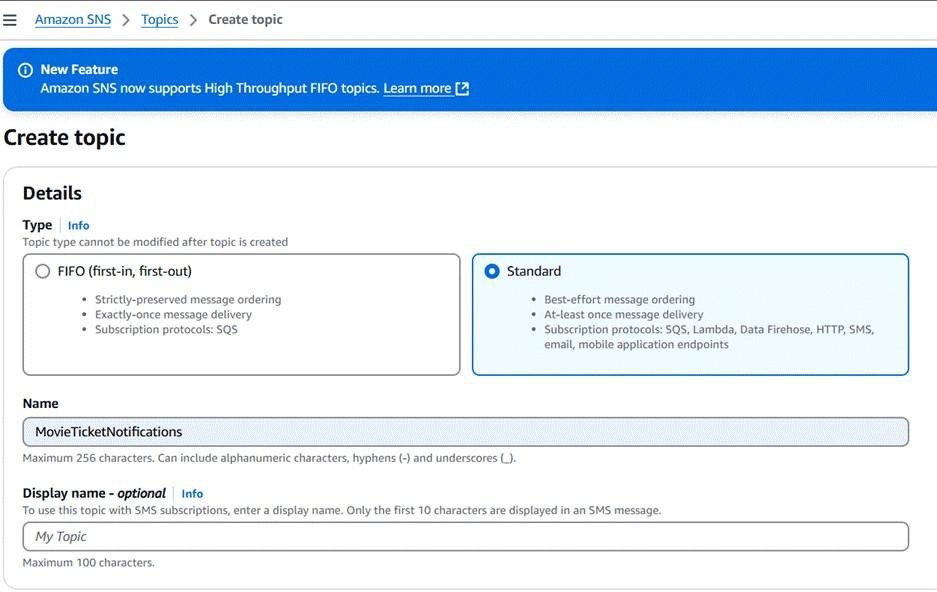 Amazon SNS > Topics > Create topic
New Feature
Amazon SNS now supports High Throughput FIFO topics. Learn more
Create topic
Details
Type Info
Topic type cannot be modified after topic is created
FIFO (first-in, first-out)
• Strictly-preserved message ordering
• Exactly-once message delivery
• Subscription protocols: SQS
Standard
• Best-effort message ordering
• At-least once message delivery
• Subscription protocols: SQS, Lambda, Data Firehose, HTTP, SMS,
email, mobile application endpoints
Name
MovieTicketNotifications
Maximum 256 characters. Can include alphanumeric characters, hyphens (-) and underscores (_).
Display name - optional Info
To use this topic with SMS subscriptions, enter a display name. Only the first 10 characters are displayed in an SMS message.
My Topic
Maximum 100 characters.